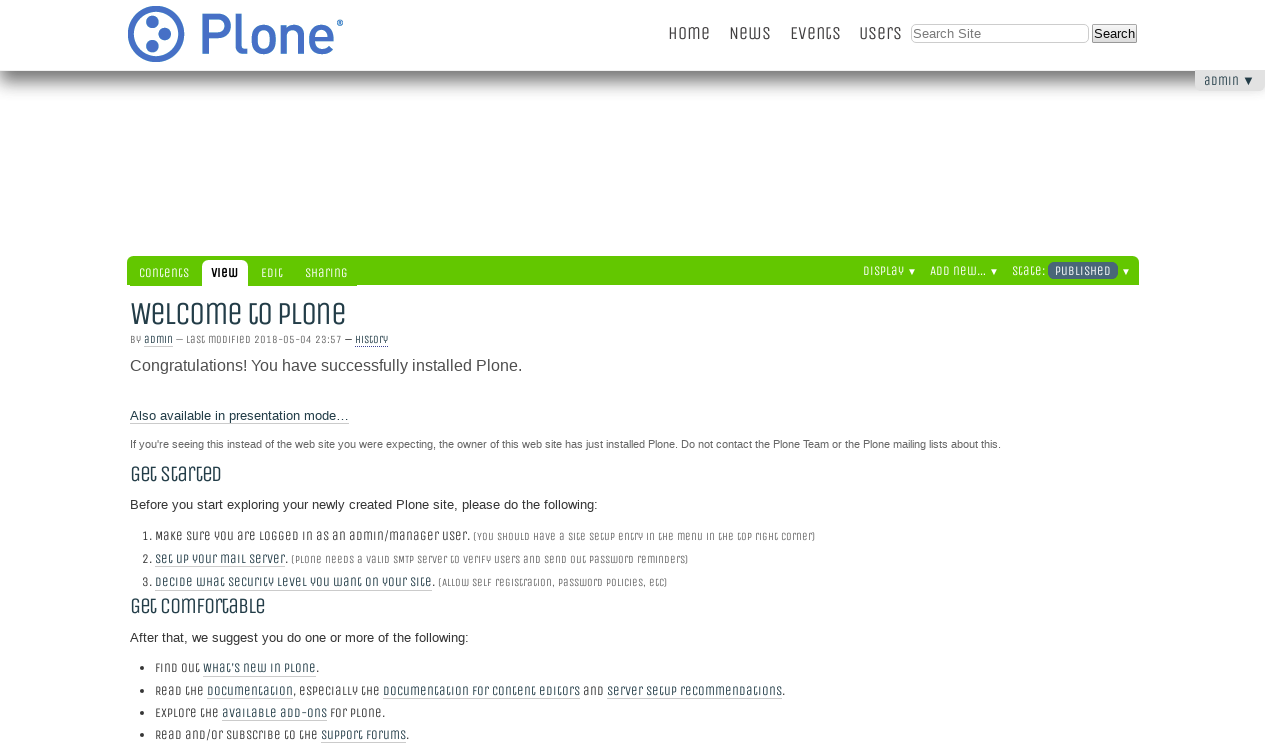 Plone®
Home News Events Users Search Site Search
admin ▼
Contents View Edit Sharing Display ▼ Add new… ▼ State: Published ▼
Welcome to Plone
by admin — last modified 2018-05-04 23:57 — History
Congratulations! You have successfully installed Plone.
Also available in presentation mode…
If you're seeing this instead of the web site you were expecting, the owner of this web site has just installed Plone. Do not contact the Plone Team or the Plone mailing lists about this.
Get started
Before you start exploring your newly created Plone site, please do the following:
1. Make sure you are logged in as an admin/manager user. (You should have a Site Setup entry in the menu in the top right corner)
2. Set up your mail server. (Plone needs a valid SMTP server to verify users and send out password reminders)
3. Decide what security level you want on your site. (Allow self registration, password policies, etc)
Get comfortable
After that, we suggest you do one or more of the following:
• Find out What's new in Plone.
• Read the documentation, especially the documentation for content editors and server setup recommendations.
• Explore the available add-ons for Plone.
• Read and/or subscribe to the support forums.